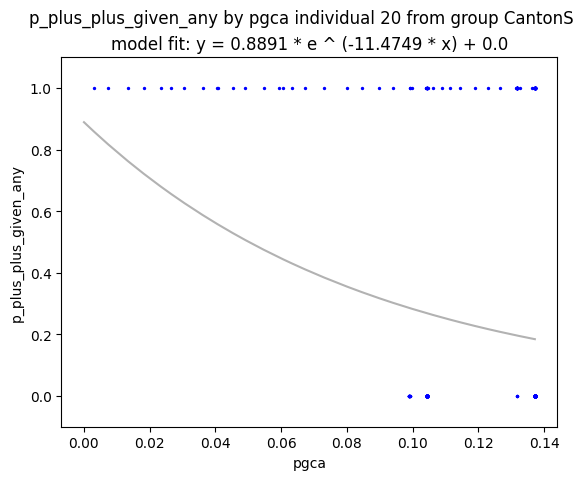 p_plus_plus_given_any by pgca individual 20 from group CantonS
model fit: y = 0.8891 * e ^ (-11.4749 * x) + 0.0
1.0
0.8
0.6
0.4
0.2
0.0
p_plus_plus_given_any
0.00 0.02 0.04 0.06 0.08 0.10 0.12 0.14
pgca